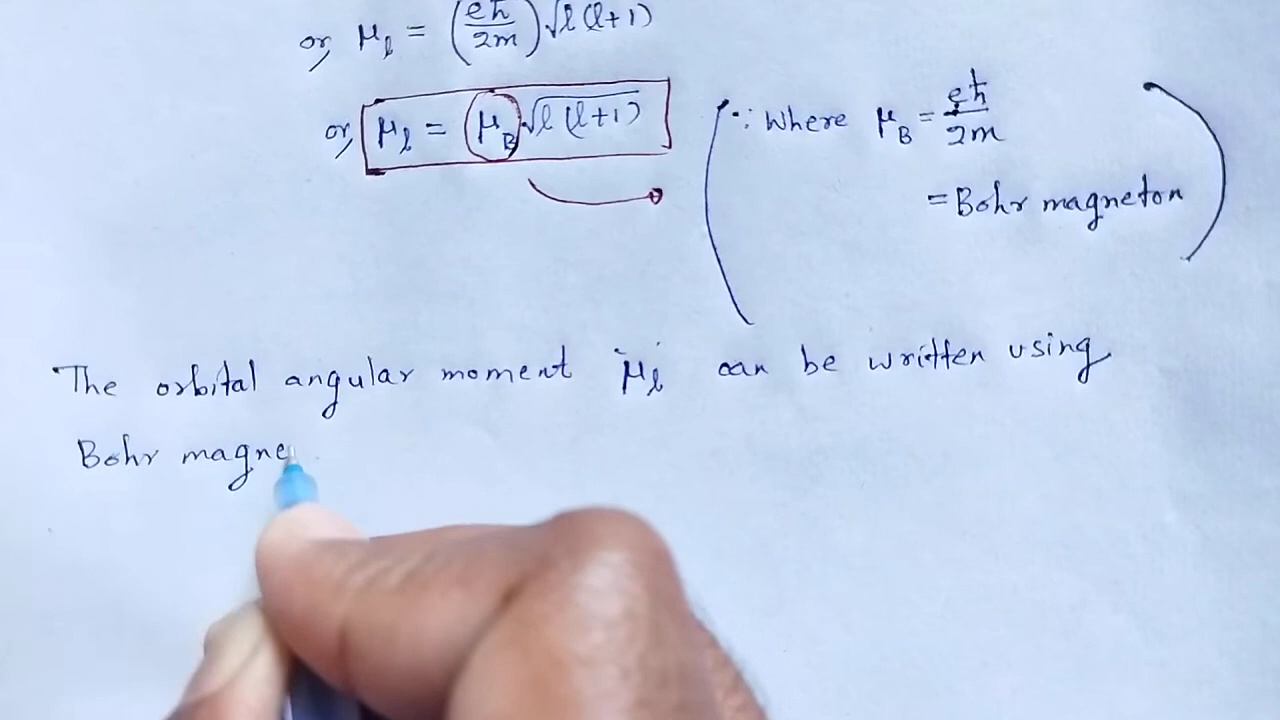 or, μ_l = (eħ/2m) √l(l+1)
or, μ_l = μ_B √l(l+1)
(∵ Where μ_B = eħ/2m
= Bohr magneton)
The orbital angular moment "μ_l" can be written using
Bohr magne